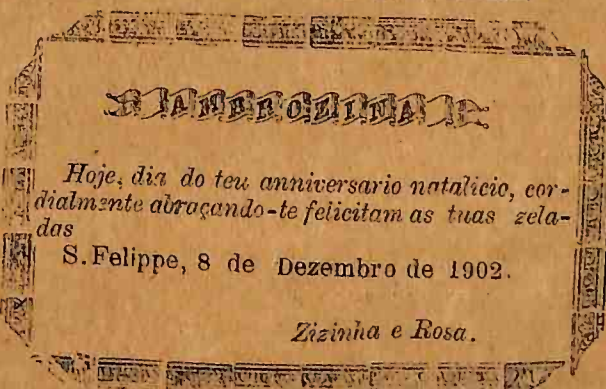 AMBROZINA
Hoje, dia do teu anniversario natalicio, cor-
dialmente abraçando-te felicitam as tuas zela-
das
S. Felippe, 8 de Dezembro de 1902.
Zizinha e Rosa.